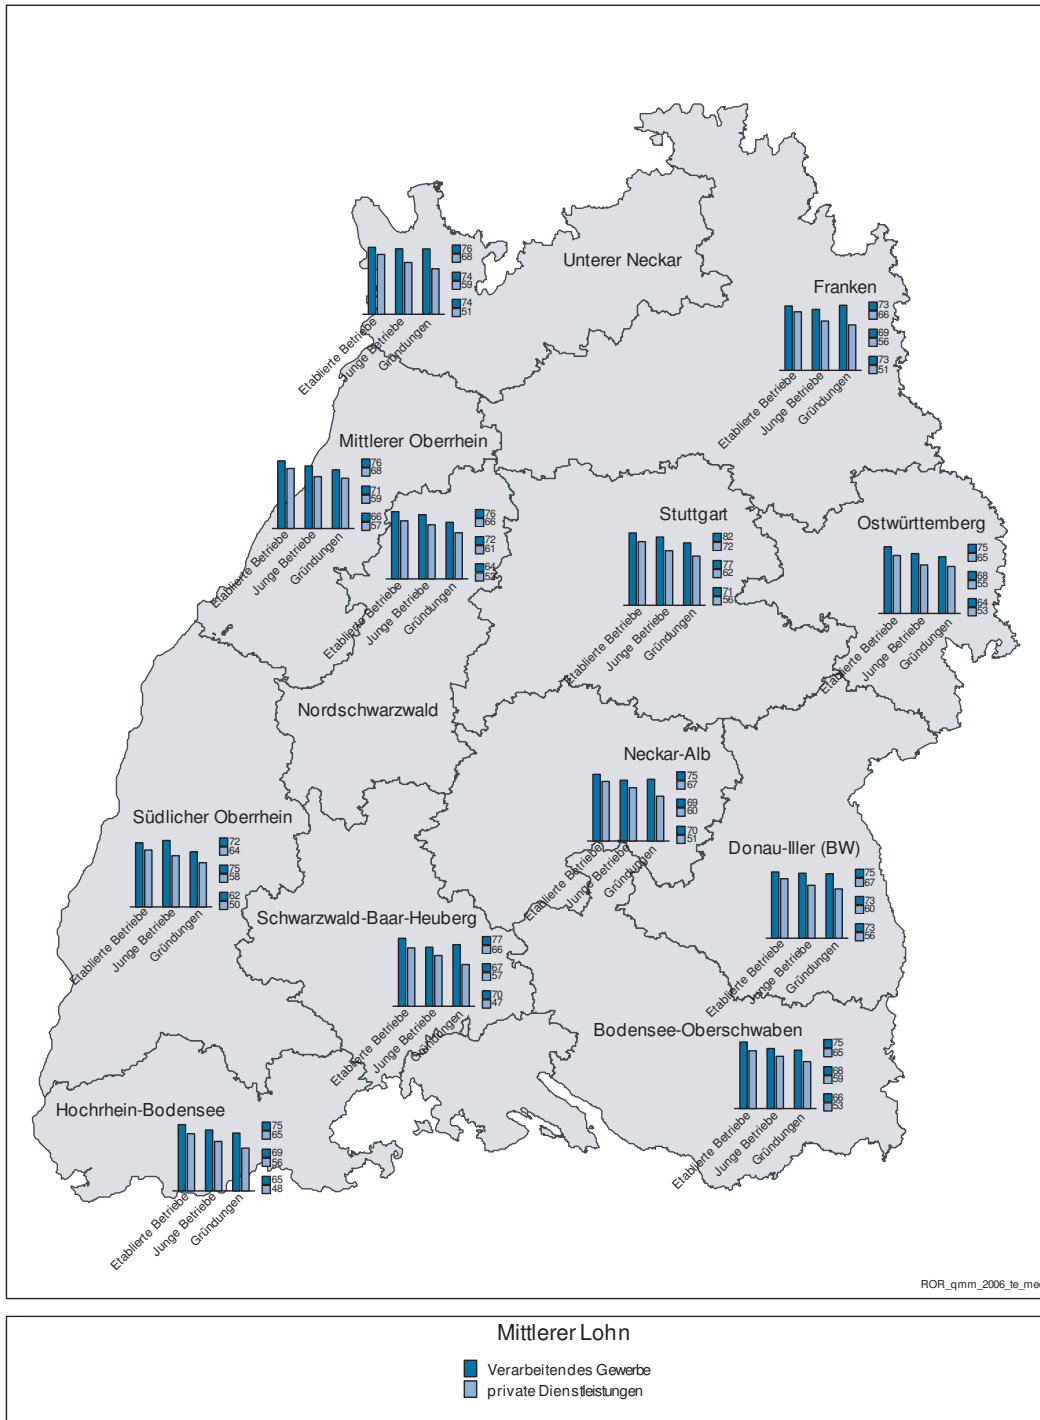 Unterer Neckar
76
68
74
59
74
51
Etablierte Betriebe
Junge Betriebe
Gründungen
Franken
73
66
69
56
73
51
Etablierte Betriebe
Junge Betriebe
Gründungen
Mittlerer Oberrhein
76
68
71
59
66
57
Etablierte Betriebe
Junge Betriebe
Gründungen
76
66
72
61
64
Etablierte Betriebe
Junge Betriebe
Gründungen
Nordschwarzwald
Stuttgart
82
72
77
62
71
56
Etablierte Betriebe
Junge Betriebe
Gründungen
Ostwürttemberg
75
65
68
55
64
53
Etablierte Betriebe
Junge Betriebe
Gründungen
Neckar-Alb
75
67
69
60
70
51
Etablierte Betriebe
Junge Betriebe
Gründungen
Südlicher Oberrhein
72
64
75
58
62
50
Etablierte Betriebe
Junge Betriebe
Gründungen
Donau-Iller (BW)
75
67
73
60
73
56
Etablierte Betriebe
Junge Betriebe
Gründungen
Schwarzwald-Baar-Heuberg
77
66
67
57
70
47
Etablierte Betriebe
Junge Betriebe
Gründungen
Bodensee-Oberschwaben
75
65
68
59
66
53
Etablierte Betriebe
Junge Betriebe
Gründungen
Hochrhein-Bodensee
75
65
69
56
65
48
Etablierte Betriebe
Junge Betriebe
Gründungen
ROR_qmm_2006_te_med
Mittlerer Lohn
Verarbeitendes Gewerbe
private Dienstleistungen